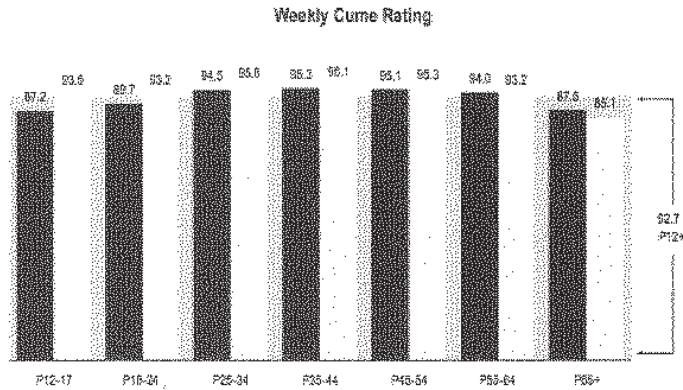 Weekly Cume Rating
87.2 93.6 89.7 93.2 94.5 95.8 95.3 96.1 95.1 95.3 94.0 93.2 87.6 85.1
92.7
P12+
P12-17 P18-24 P25-34 P35-44 P45-54 P55-64 P65+